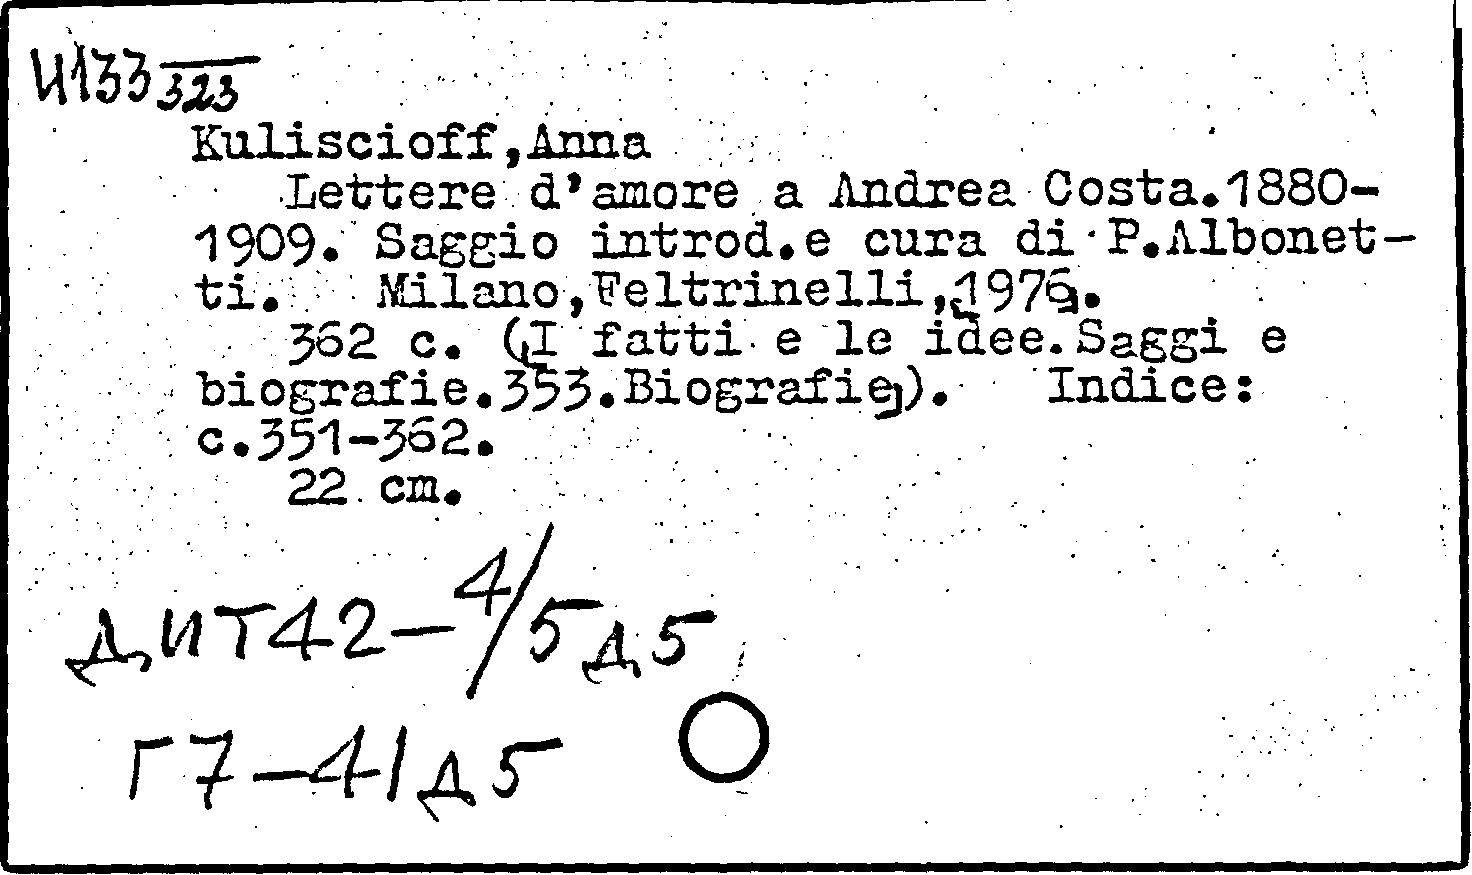 И133 323
Kuliscioff,Anna
Lettere d'amore a Andrea Costa.1880-
1909. Saggio introd.e cura di P.Albonet-
ti. Milano,Feltrinelli,1976.
362 c. (I fatti e le idee.Saggi e
biografie.353.Biografie). Indice:
c.351-362.
22 cm.
ДИТ42-4/5д5
Г7-41д5